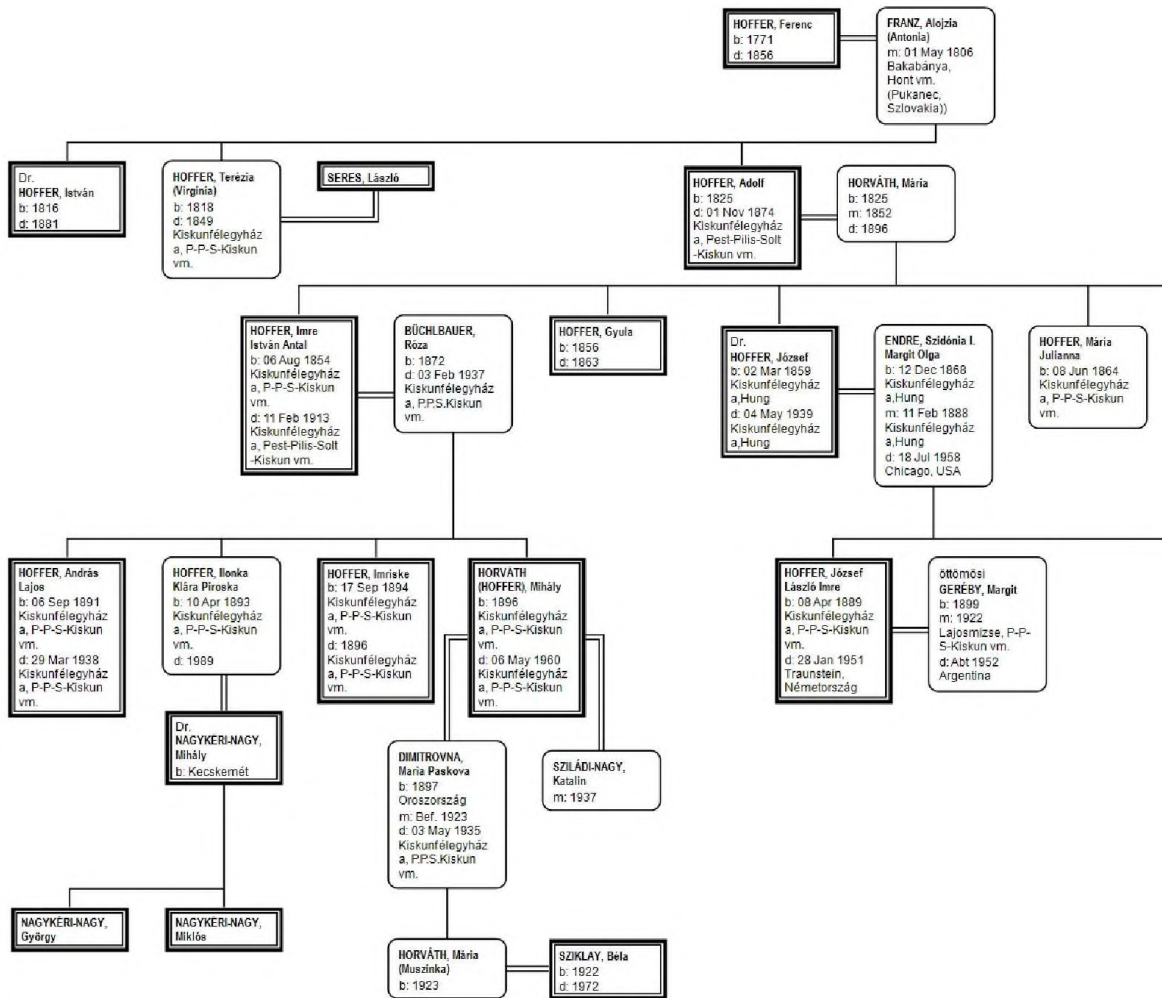 HOFFER, Ferenc
b: 1771
d: 1856
FRANZ, Alojzia
(Antonia)
m: 01 May 1806
Bakabánya,
Hont vm.
(Pukanec,
Szlovakia))
Dr.
HOFFER, István
b: 1816
d: 1881
HOFFER, Terézia
(Virginia)
b: 1818
d: 1849
Kiskunfélegyház
a, P-P-S-Kiskun
vm.
SERES, László
HOFFER, Adolf
b: 1825
d: 01 Nov 1874
Kiskunfélegyház
a, Pest-Pilis-Solt
-Kiskun vm.
HORVÁTH, Mária
b: 1825
m: 1852
d: 1896
HOFFER, Imre
István Antal
b: 06 Aug 1854
Kiskunfélegyház
a, P-P-S-Kiskun
vm.
d: 11 Feb 1913
Kiskunfélegyház
a, Pest-Pilis-Solt
-Kiskun vm.
BÜCHLBAUER,
Róza
b: 1872
d: 03 Feb 1937
Kiskunfélegyház
a, P.P.S.Kiskun
vm.
HOFFER, Gyula
b: 1856
d: 1863
Dr.
HOFFER, József
b: 02 Mar 1859
Kiskunfélegyház
a,Hung
d: 04 May 1939
Kiskunfélegyház
a,Hung
ENDRE, Szidónia I.
Margit Olga
b: 12 Dec 1868
Kiskunfélegyház
a,Hung
m: 11 Feb 1888
Kiskunfélegyház
a,Hung
d: 18 Jul 1958
Chicago, USA
HOFFER, Mária
Julianna
b: 08 Jun 1864
Kiskunfélegyház
a, P-P-S-Kiskun
vm.
HOFFER, András
Lajos
b: 06 Sep 1891
Kiskunfélegyház
a, P-P-S-Kiskun
vm.
d: 29 Mar 1938
Kiskunfélegyház
a, P-P-S-Kiskun
vm.
HOFFER, Ilonka
Klára Piroska
b: 10 Apr 1893
Kiskunfélegyház
a, P-P-S-Kiskun
vm.
d: 1989
HOFFER, Imriske
b: 17 Sep 1894
Kiskunfélegyház
a, P-P-S-Kiskun
vm.
d: 1896
Kiskunfélegyház
a, P-P-S-Kiskun
vm.
HORVÁTH
(HOFFER), Mihály
b: 1896
Kiskunfélegyház
a, P-P-S-Kiskun
vm.
d: 06 May 1960
Kiskunfélegyház
a, P-P-S-Kiskun
vm.
HOFFER, József
László Imre
b: 08 Apr 1889
Kiskunfélegyház
a, P-P-S-Kiskun
vm.
d: 28 Jan 1951
Traunstein,
Németország
öttömösi
GERÉBY, Margit
b: 1899
m: 1922
Lajosmizse, P-P-
S-Kiskun vm.
d: Abt 1952
Argentina
Dr.
NAGYKÉRI-NAGY,
Mihály
b: Kecskemét
DIMITROVNA,
Maria Paskova
b: 1897
Oroszország
m: Bef. 1923
d: 03 May 1935
Kiskunfélegyház
a, P.P.S.Kiskun
vm.
SZILÁDI-NAGY,
Katalin
m: 1937
NAGYKÉRI-NAGY,
György
NAGYKÉRI-NAGY,
Miklós
HORVÁTH, Mária
(Muszinka)
b: 1923
SZIKLAY, Béla
b: 1922
d: 1972